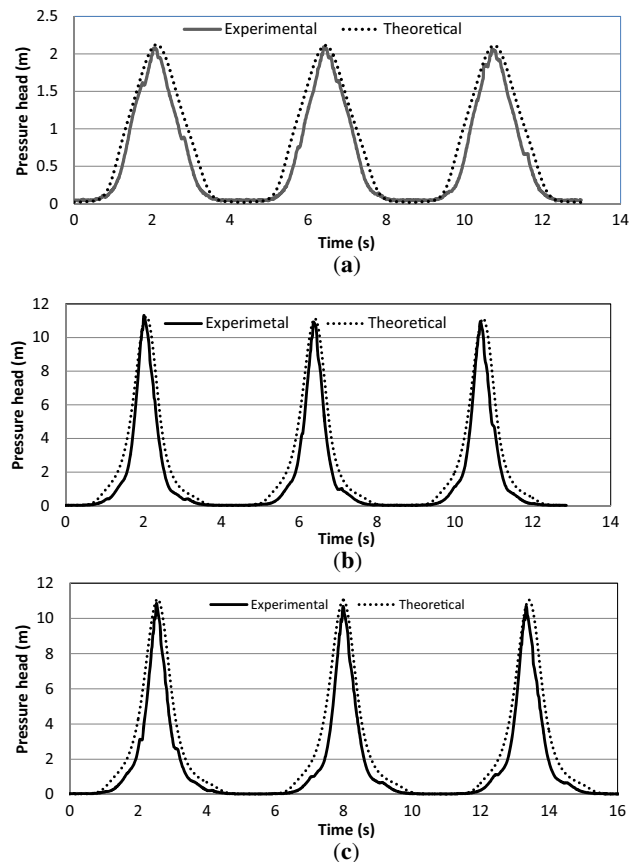 2.5
2
1.5
1
0.5
0
Pressure head (m)
Experimental Theoretical
0 2 4 6 8 10 12 14
Time (s)
(a)
12
10
8
6
4
2
0
Pressure head (m)
Experimetal Theoretical
0 2 4 6 8 10 12 14
Time (s)
(b)
12
10
8
6
4
2
0
Pressure head (m)
Experimental Theoretical
0 2 4 6 8 10 12 14 16
Time (s)
(c)